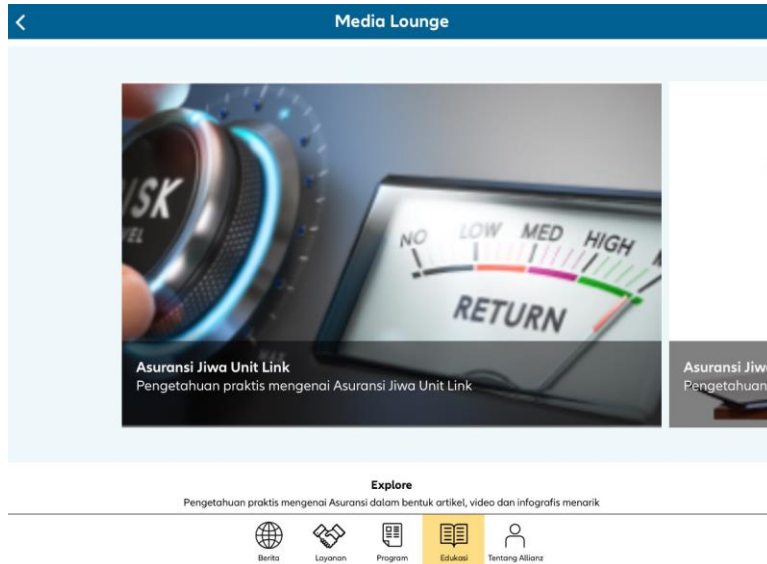 Media Lounge
NO LOW MED HIGH
RETURN
Asuransi Jiwa Unit Link
Pengetahuan praktis mengenai Asuransi Jiwa Unit Link
Asuransi
Pengetahuan
Explore
Pengetahuan praktis mengenai Asuransi dalam bentuk artikel, video dan infografis menarik
Berita Layanan Program Edukasi Tentang Allianz